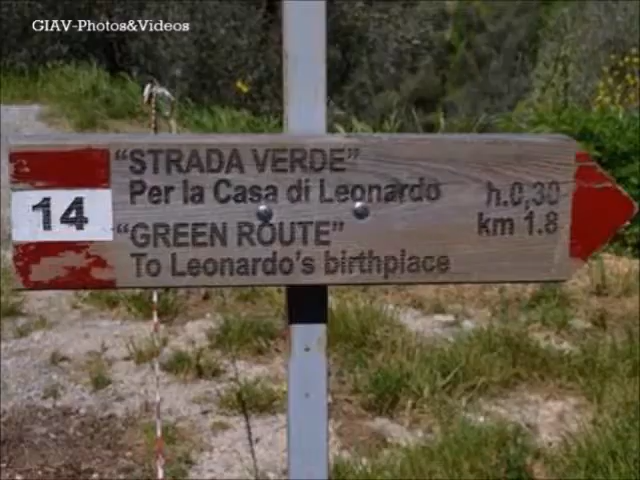 GIAV-Photos&Videos
14
“STRADA VERDE”
Per la Casa di Leonardo h.0,30
km 1.8
“GREEN ROUTE”
To Leonardo's birthplace